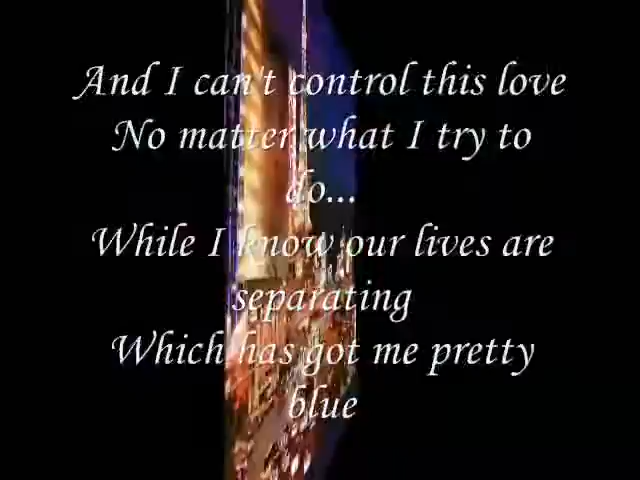 And I can't control this love
No matter what I try to
do...
While I know our lives are
separating
Which has got me pretty
blue